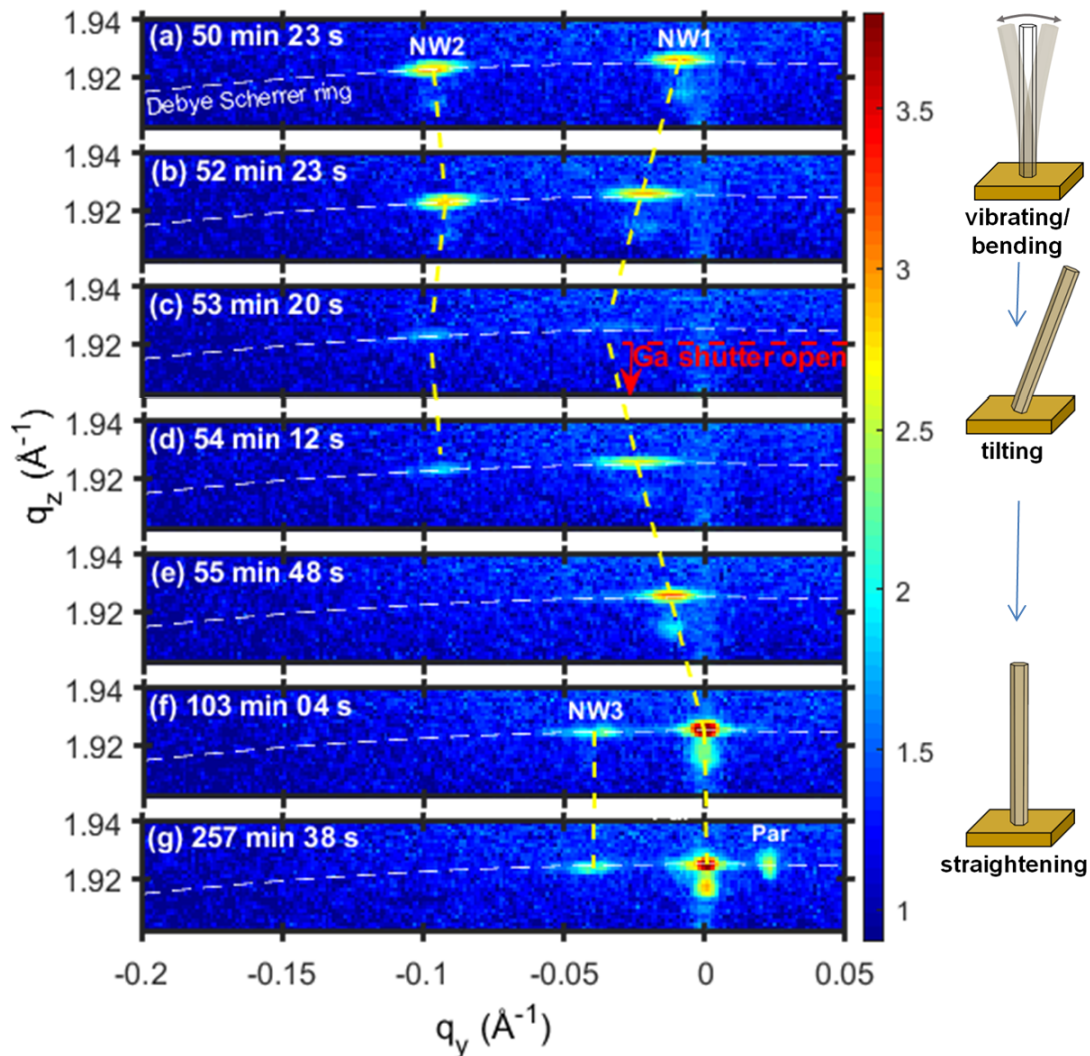 (a) 50 min 23 s
NW2
NW1
Debye Scherrer ring
(b) 52 min 23 s
(c) 53 min 20 s
Ga shutter open
(d) 54 min 12 s
(e) 55 min 48 s
(f) 103 min 04 s
NW3
(g) 257 min 38 s
Par
1.94
1.92
1.94
1.92
1.94
1.92
1.94
1.92
1.94
1.92
1.94
1.92
1.94
1.92
q_z (Å⁻¹)
-0.2
-0.15
-0.1
-0.05
0
0.05
q_y (Å⁻¹)
3.5
3
2.5
2
1.5
1
vibrating/
bending
tilting
straightening